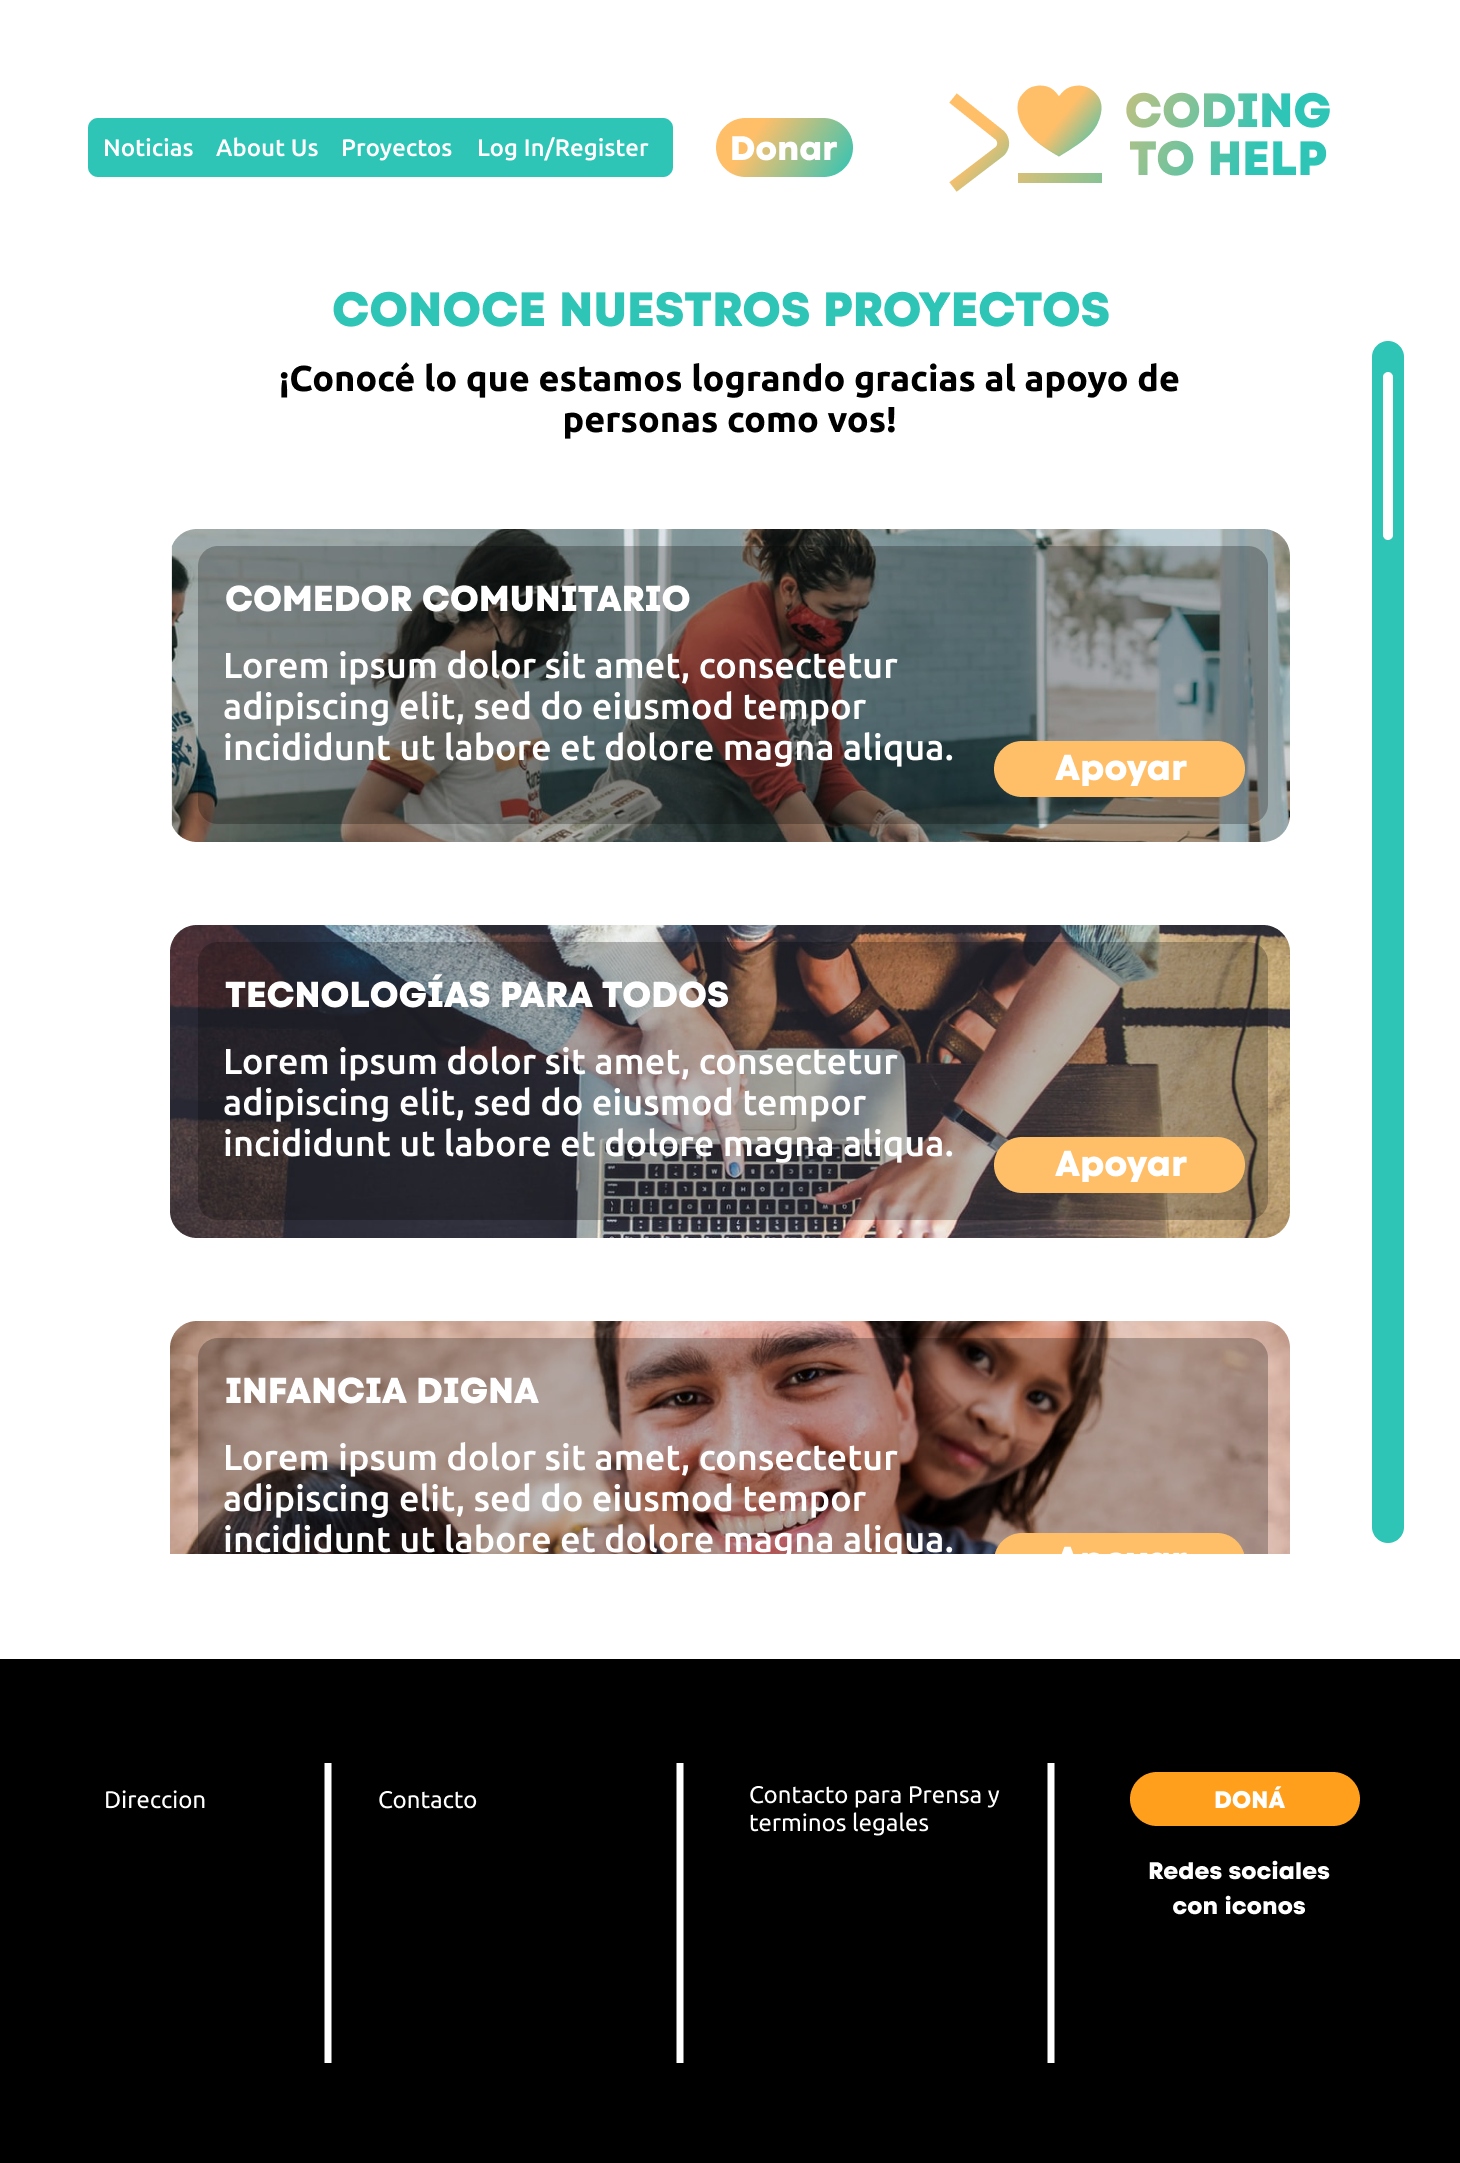 Noticias About Us Proyectos Log In/Register
Donar
CODING
TO HELP
CONOCE NUESTROS PROYECTOS
¡Conocé lo que estamos logrando gracias al apoyo de
personas como vos!
COMEDOR COMUNITARIO
Lorem ipsum dolor sit amet, consectetur
adipiscing elit, sed do eiusmod tempor
incididunt ut labore et dolore magna aliqua.
Apoyar
TECNOLOGÍAS PARA TODOS
Lorem ipsum dolor sit amet, consectetur
adipiscing elit, sed do eiusmod tempor
incididunt ut labore et dolore magna aliqua.
Apoyar
INFANCIA DIGNA
Lorem ipsum dolor sit amet, consectetur
adipiscing elit, sed do eiusmod tempor
incididunt ut labore et dolore magna aliqua.
Apoyar
Direccion
Contacto
Contacto para Prensa y
terminos legales
DONÁ
Redes sociales
con iconos